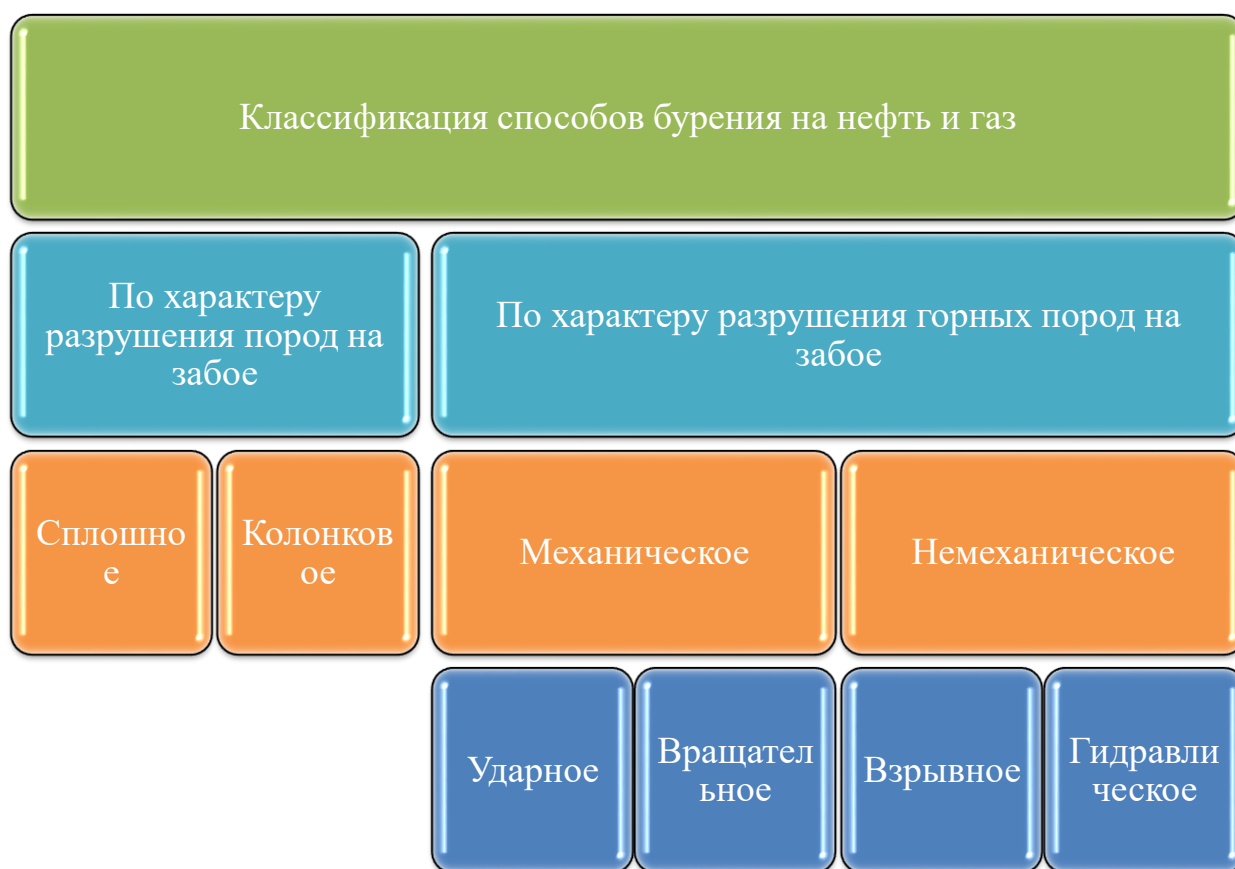 Классификация способов бурения на нефть и газ
По характеру
разрушения пород на
забое
По характеру разрушения горных пород на
забое
Сплошно
е
Колонков
ое
Механическое
Немеханическое
Ударное
Вращател
ьное
Взрывное
Гидравли
ческое